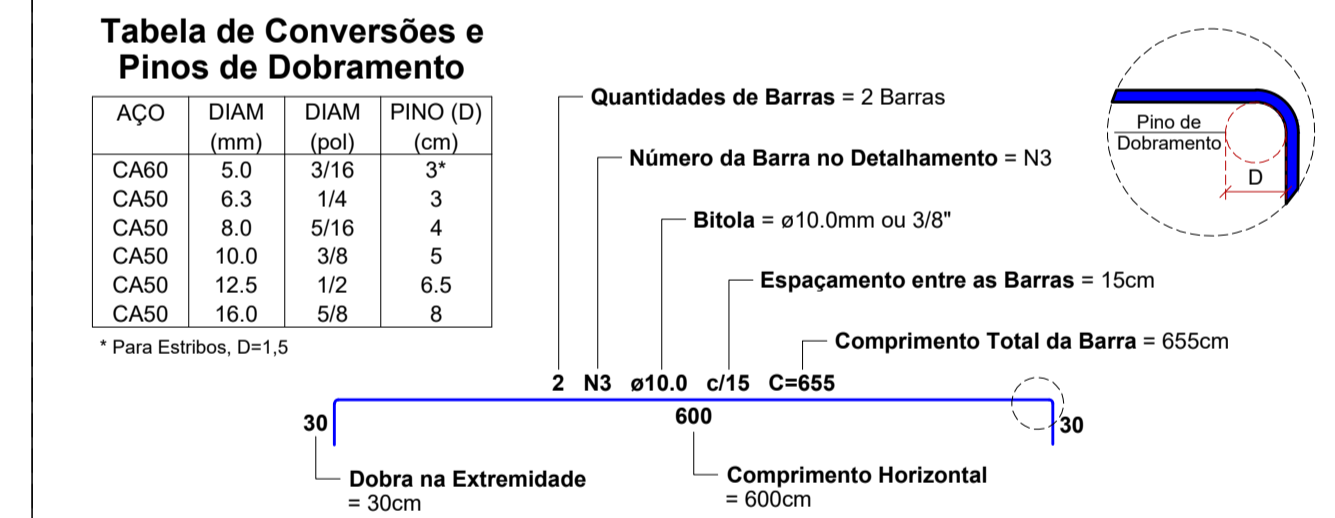 Tabela de Conversões e
Pinos de Dobramento
AÇO DIAM DIAM PINO (D)
(mm) (pol) (cm)
CA60 5.0 3/16 3*
CA50 6.3 1/4 3
CA50 8.0 5/16 4
CA50 10.0 3/8 5
CA50 12.5 1/2 6.5
CA50 16.0 5/8 8
* Para Estribos, D=1,5
Quantidades de Barras = 2 Barras
Número da Barra no Detalhamento = N3
Bitola = ø10.0mm ou 3/8"
Espaçamento entre as Barras = 15cm
Comprimento Total da Barra = 655cm
2 N3 ø10.0 c/15 C=655
30
600
30
Dobra na Extremidade
= 30cm
Comprimento Horizontal
= 600cm
Pino de
Dobramento
D